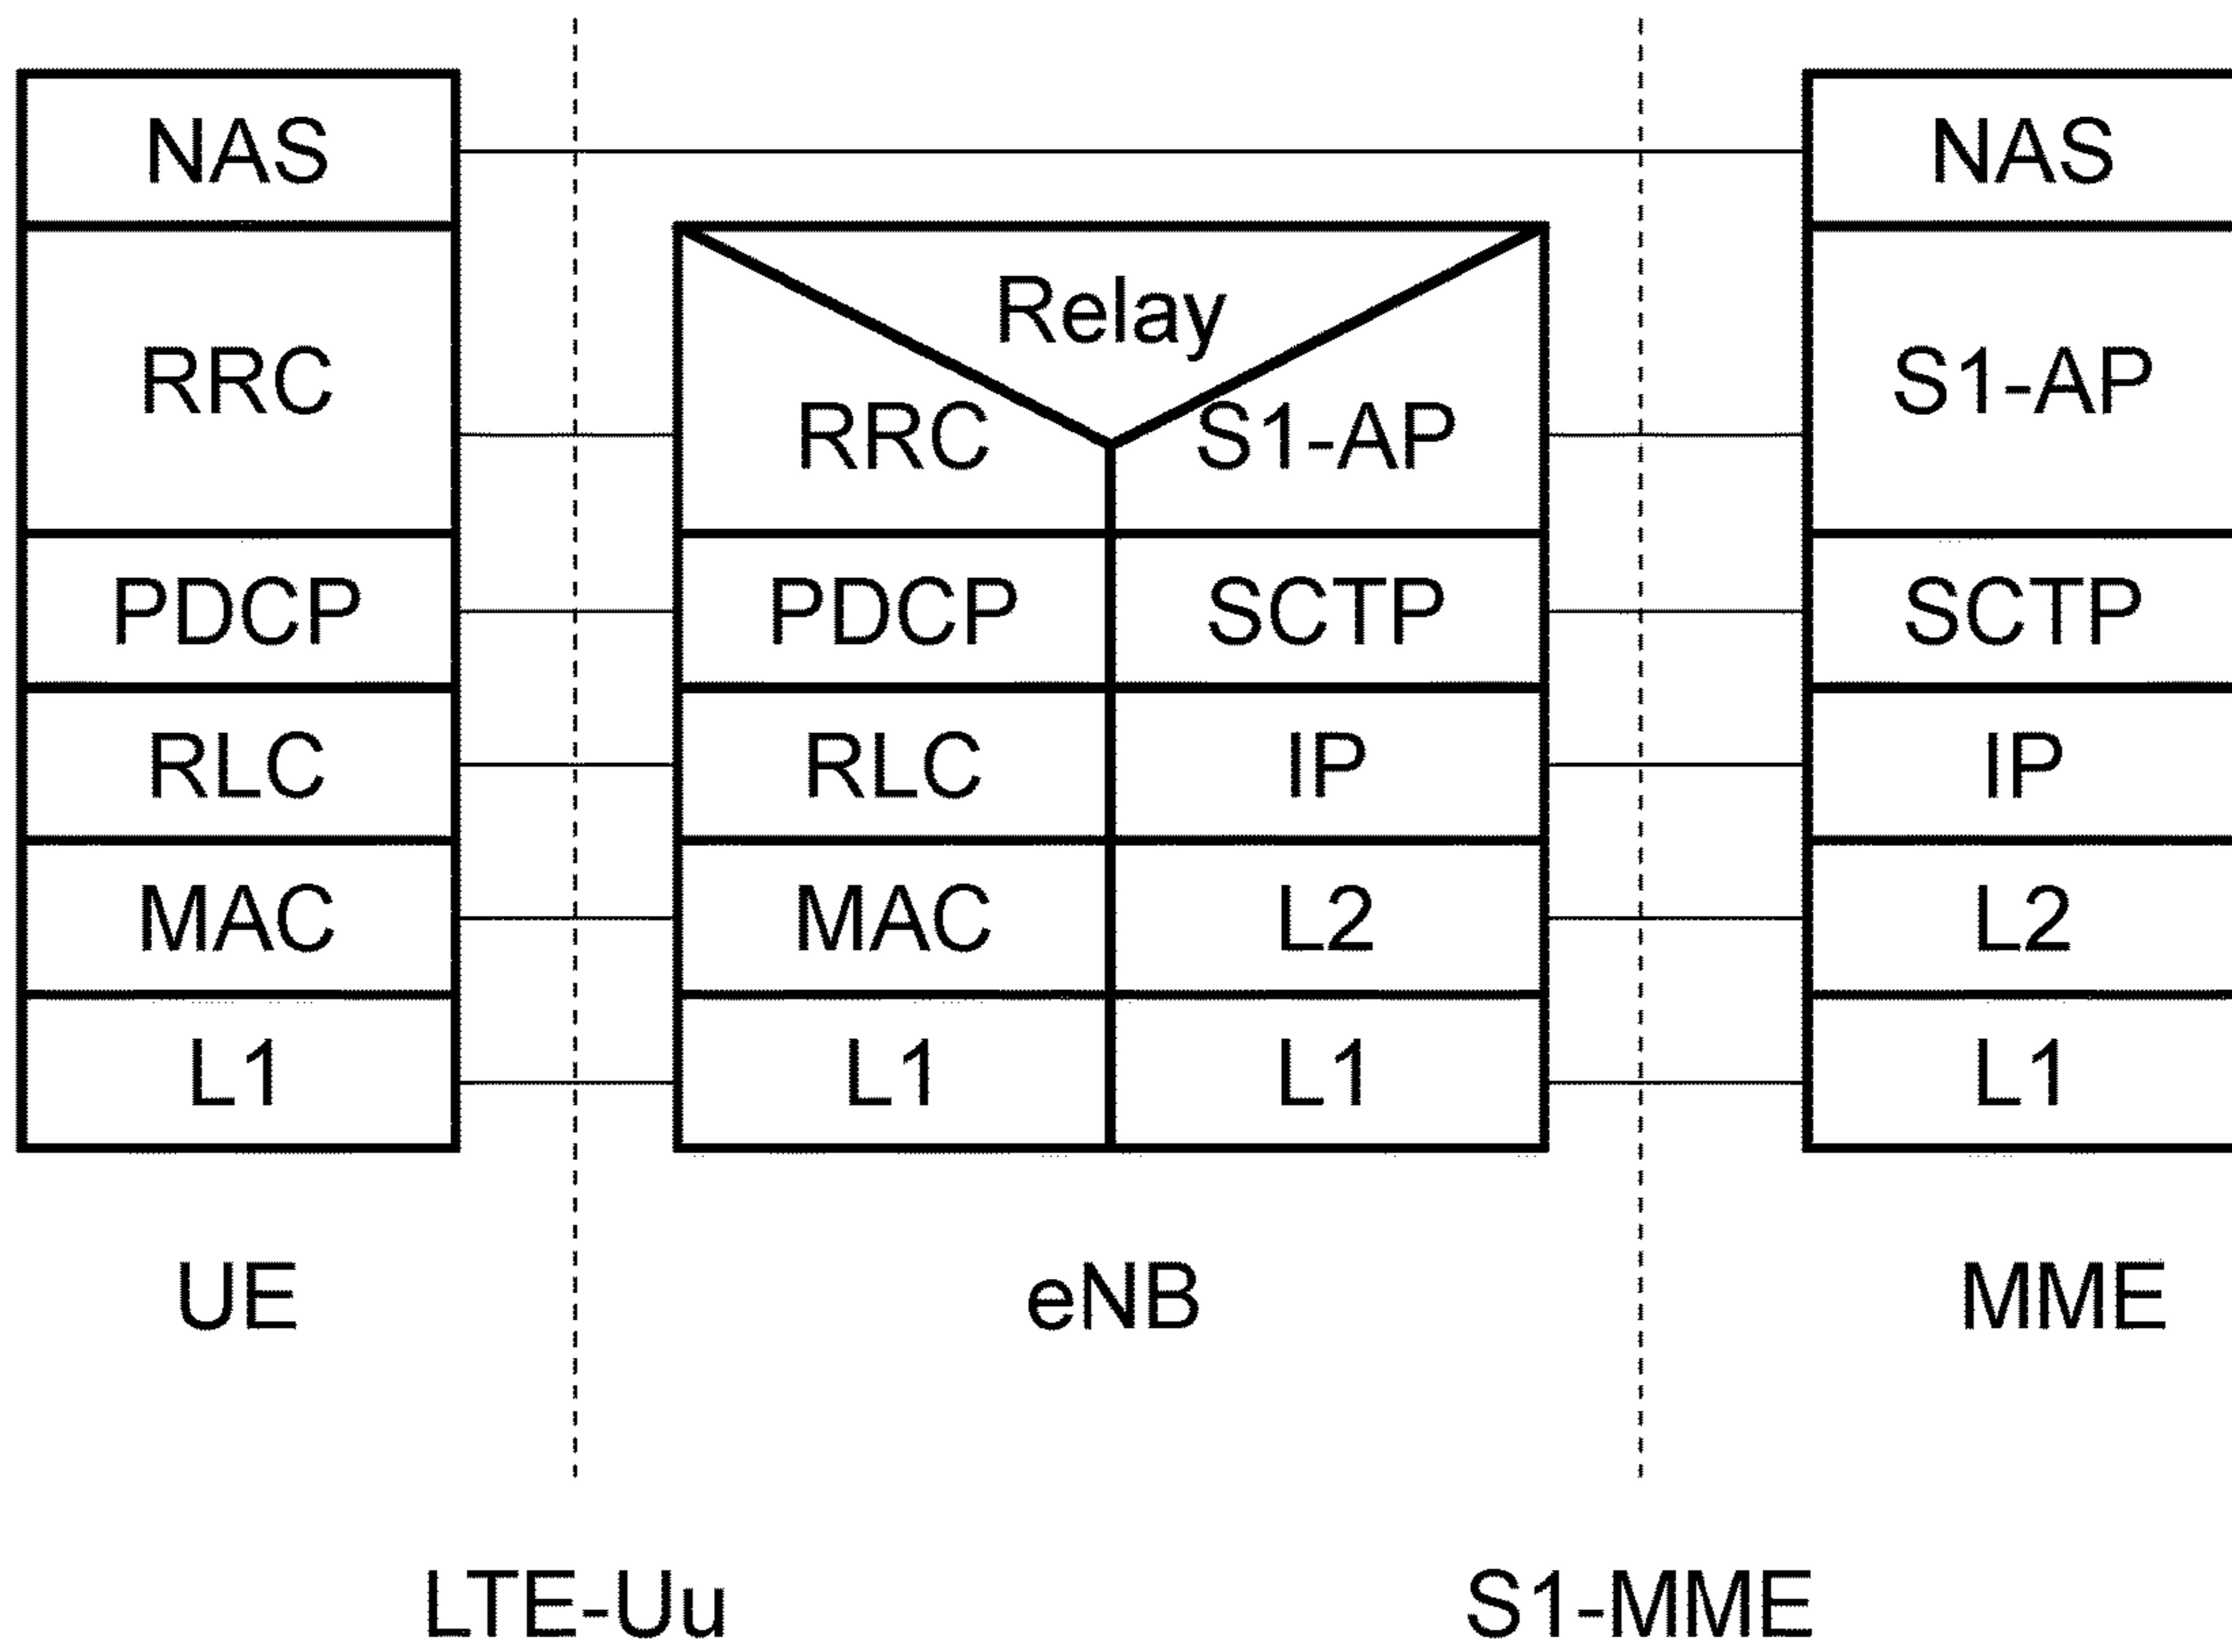 NAS
NAS
Relay
RRC
S1-AP
RRC
S1-AP
PDCP
PDCP
SCTP
SCTP
RLC
RLC
IP
IP
MAC
MAC
L2
L2
L1
L1
L1
L1
UE
eNB
MME
LTE-Uu
S1-MME